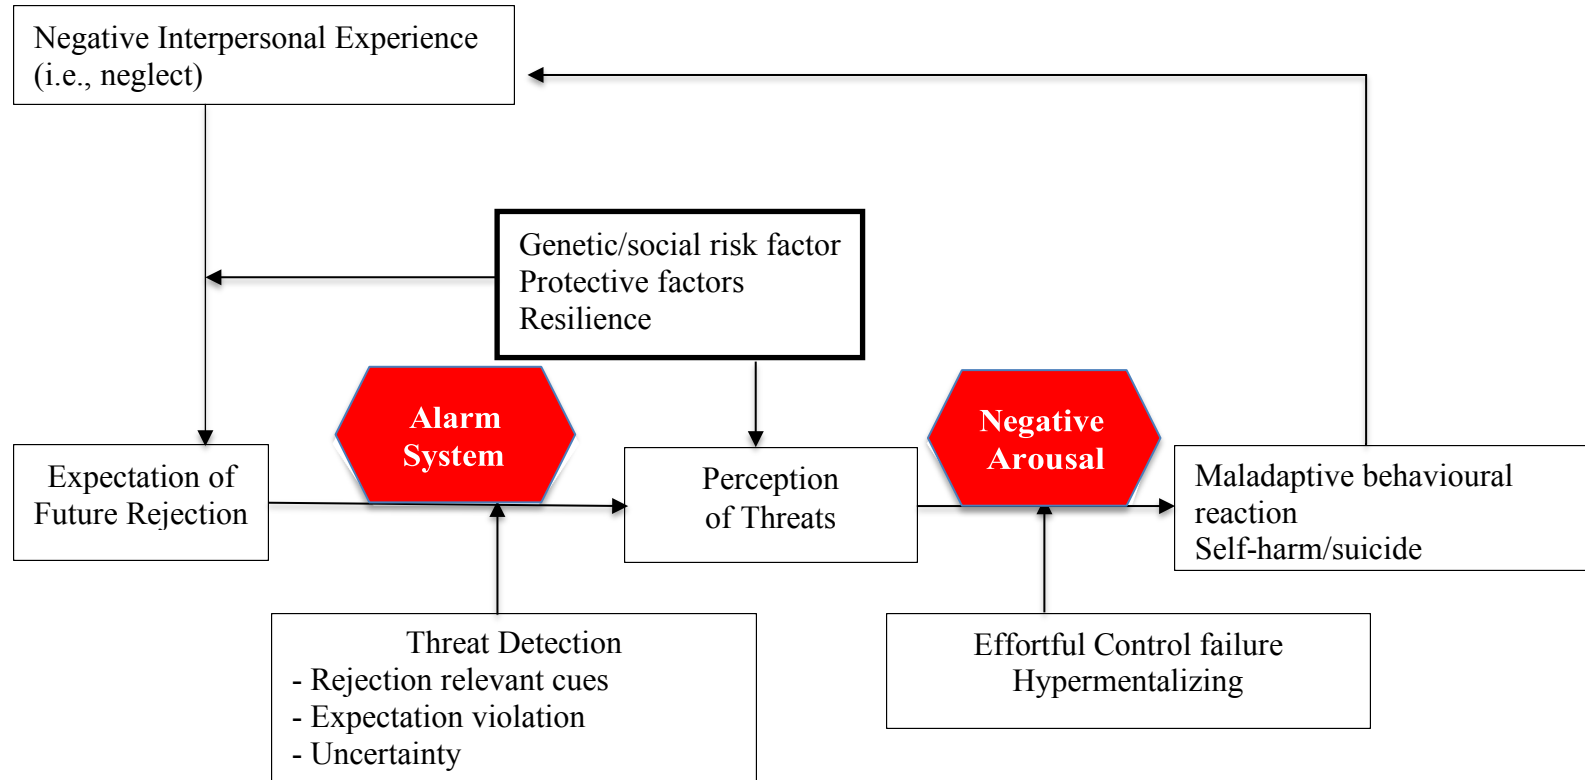 Negative Interpersonal Experience
(i.e., neglect)
Genetic/social risk factor
Protective factors
Resilience
Alarm
System
Negative
Arousal
Expectation of
Future Rejection
Perception
of Threats
Maladaptive behavioural
reaction
Self-harm/suicide
Threat Detection
- Rejection relevant cues
- Expectation violation
- Uncertainty
Effortful Control failure
Hypermentalizing